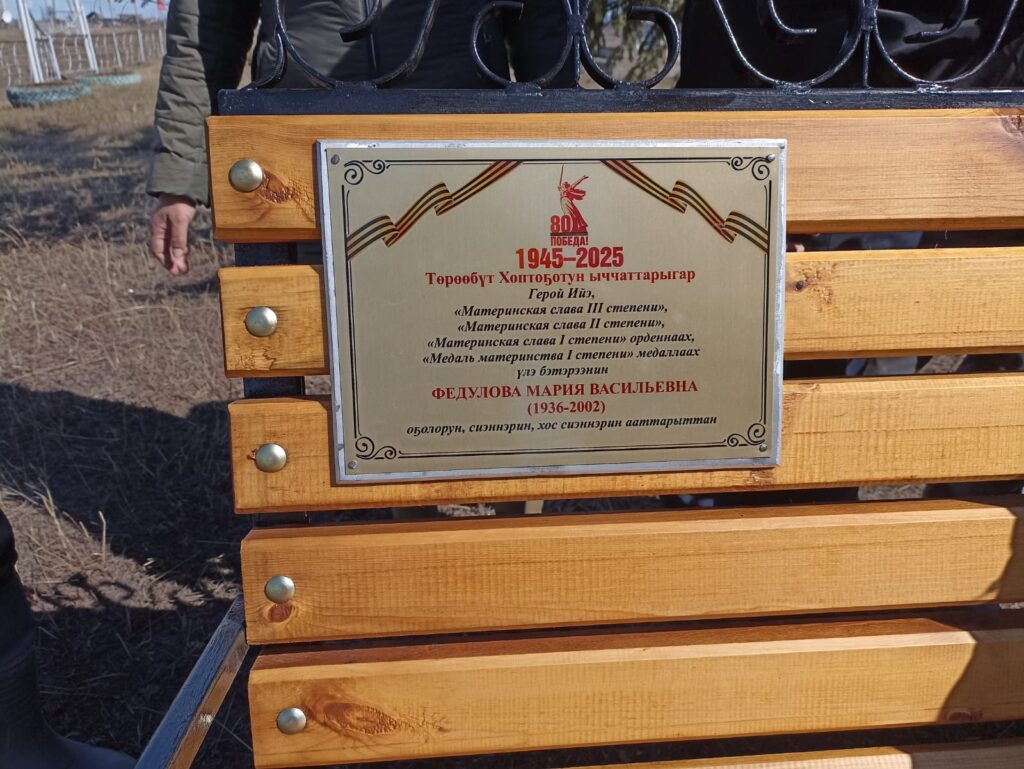 80
ПОБЕДА!
1945–2025
Төрөөбүт Хоптоҕотун ыччаттарыгар
Герой Ийэ,
«Материнская слава III степени»,
«Материнская слава II степени»,
«Материнская слава I степени» орденнаах,
«Медаль материнства I степени» медаллаах
үлэ бэтэрээнин
ФЕДУЛОВА МАРИЯ ВАСИЛЬЕВНА
(1936-2002)
оҕолорун, сиэннэрин, хос сиэннэрин ааттарыттан